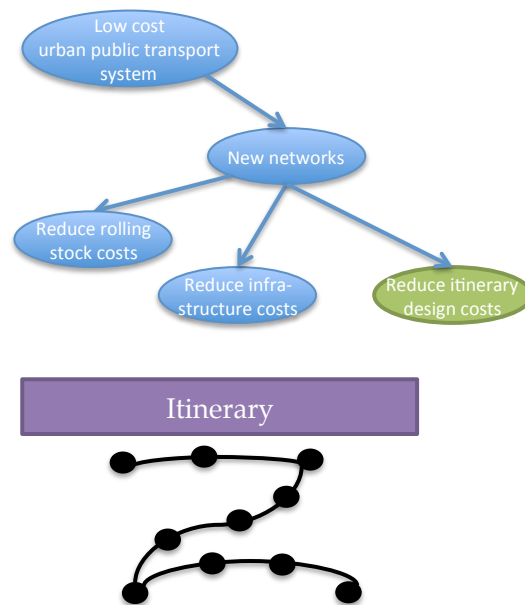 Low cost
urban public transport
system
New networks
Reduce rolling
stock costs
Reduce infra-
structure costs
Reduce itinerary
design costs
Itinerary